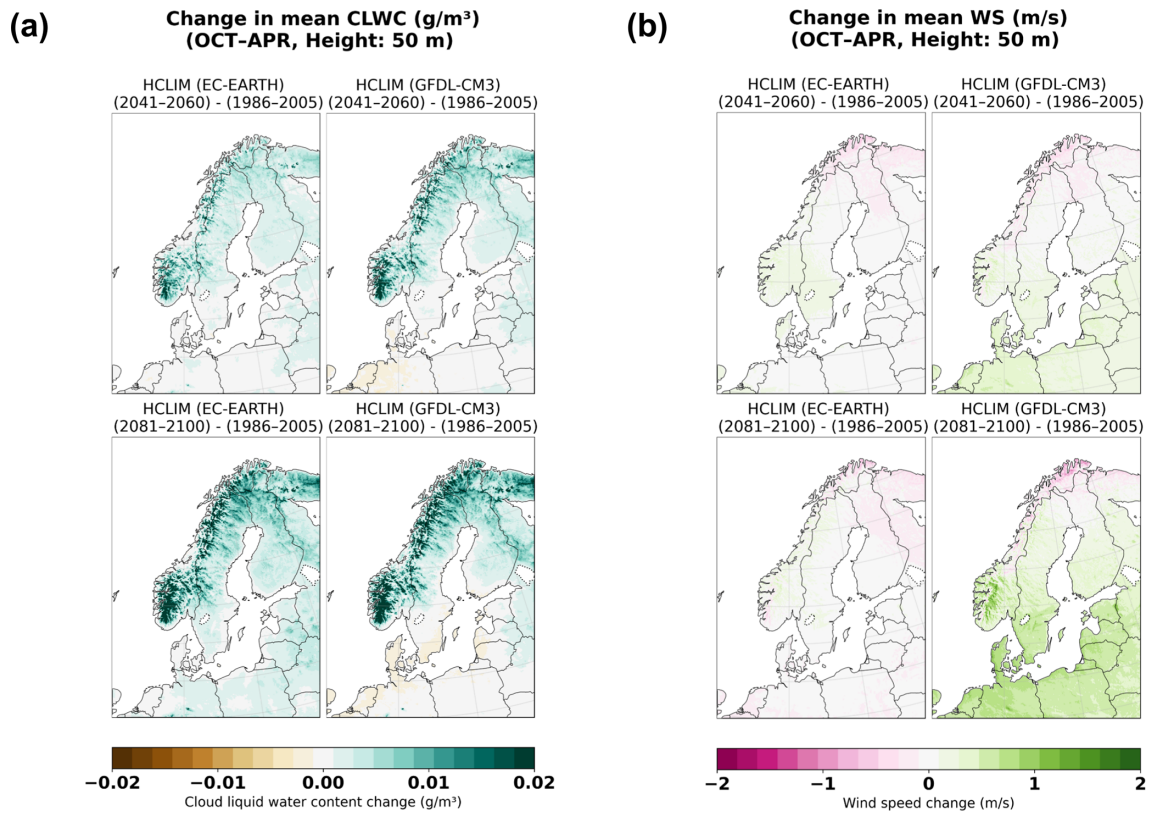 (a)
Change in mean CLWC (g/m³)
(OCT–APR, Height: 50 m)
HCLIM (EC-EARTH)
(2041–2060) - (1986–2005)
HCLIM (GFDL-CM3)
(2041–2060) - (1986–2005)
HCLIM (EC-EARTH)
(2081–2100) - (1986–2005)
HCLIM (GFDL-CM3)
(2081–2100) - (1986–2005)
−0.02 −0.01 0.00 0.01 0.02
Cloud liquid water content change (g/m³)
(b)
Change in mean WS (m/s)
(OCT–APR, Height: 50 m)
HCLIM (EC-EARTH)
(2041–2060) - (1986–2005)
HCLIM (GFDL-CM3)
(2041–2060) - (1986–2005)
HCLIM (EC-EARTH)
(2081–2100) - (1986–2005)
HCLIM (GFDL-CM3)
(2081–2100) - (1986–2005)
−2 −1 0 1 2
Wind speed change (m/s)